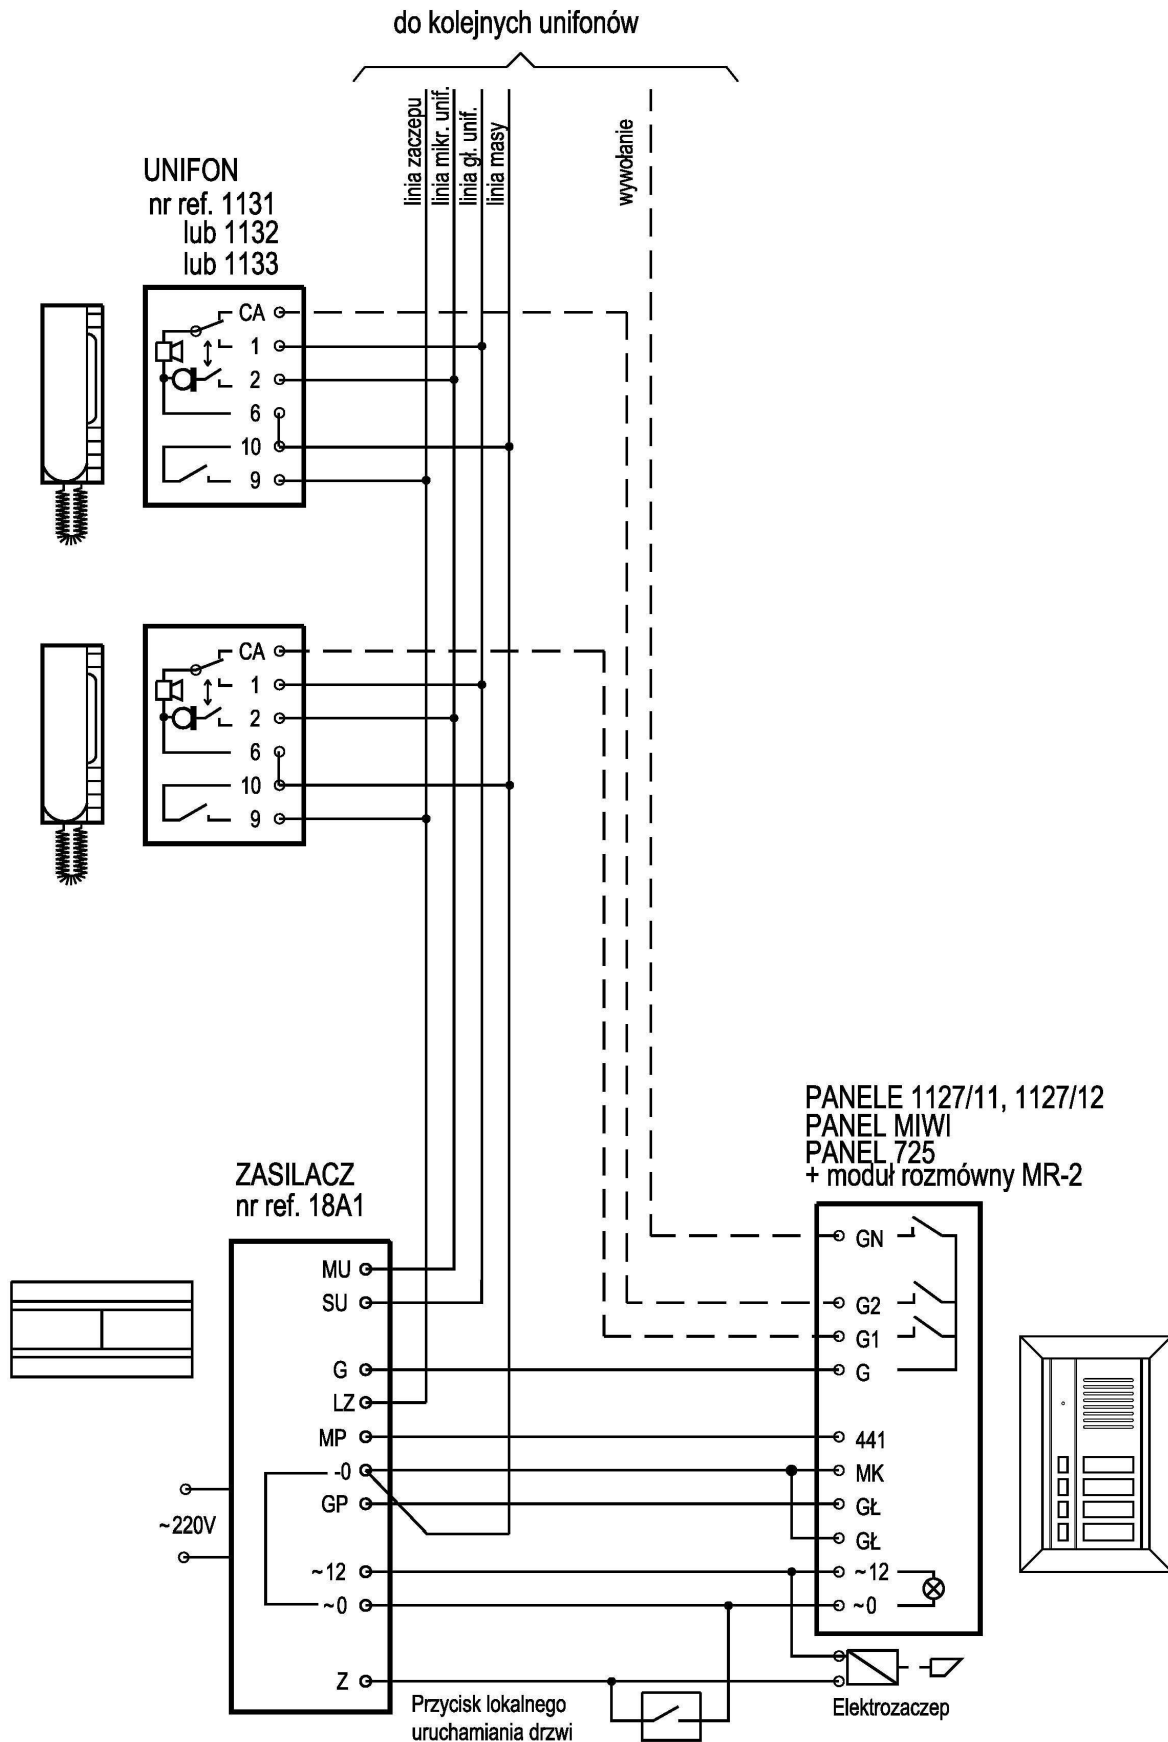 do kolejnych unifonów
linia zaczepu
linia mikr. unif.
linia gł. unif.
linia masy
wywołanie
UNIFON
nr ref. 1131
lub 1132
lub 1133
CA
1
2
6
10
9
CA
1
2
6
10
9
PANELE 1127/11, 1127/12
PANEL MIWI
PANEL 725
+ moduł rozmówny MR-2
ZASILACZ
nr ref. 18A1
MU
SU
G
LZ
MP
-0
GP
~12
~0
Z
~220V
GN
G2
G1
G
441
MK
GŁ
GŁ
~12
~0
Przycisk lokalnego
uruchamiania drzwi
Elektrozaczep